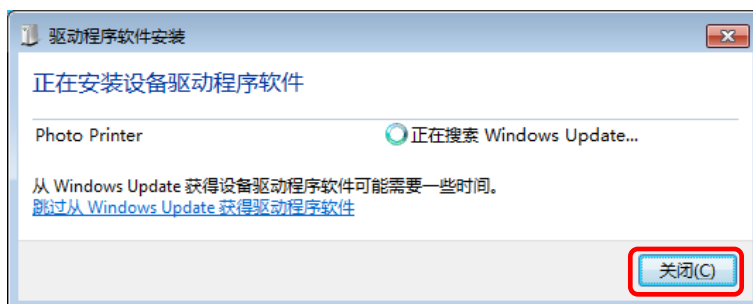 驱动程序软件安装
正在安装设备驱动程序软件
Photo Printer 正在搜索 Windows Update...
从 Windows Update 获得设备驱动程序软件可能需要一些时间。
跳过从 Windows Update 获得驱动程序软件
关闭(C)